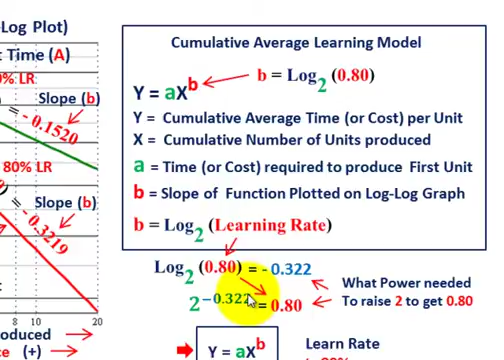 -Log Plot)
t Time (A)
0% LR
Slope (b)
= - 0.1520
80% LR
Slope (b)
= -0.3219
8 10 20
roduced
ce (+)
Cumulative Average Learning Model
b = Log2 (0.80)
Y = aX^b
Y = Cumulative Average Time (or Cost) per Unit
X = Cumulative Number of Units produced
a = Time (or Cost) required to produce First Unit
b = Slope of Function Plotted on Log-Log Graph
b = Log2 (Learning Rate)
Log2 (0.80) = - 0.322
2^−0.322 = 0.80
What Power needed
To raise 2 to get 0.80
Y = aX^b
Learn Rate